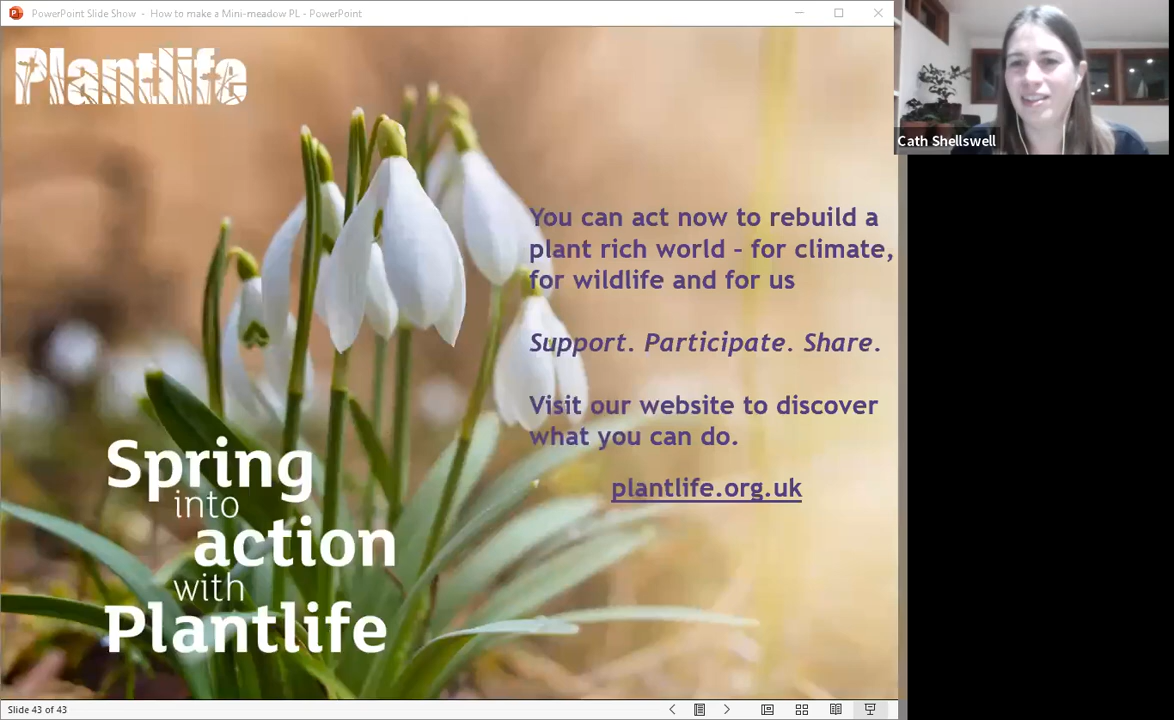 PowerPoint Slide Show - How to make a Mini-meadow PL - PowerPoint
Plantlife
Cath Shellswell
You can act now to rebuild a
plant rich world – for climate,
for wildlife and for us
Support. Participate. Share.
Visit our website to discover
what you can do.
plantlife.org.uk
Spring
into
action
with
Plantlife
Slide 43 of 43